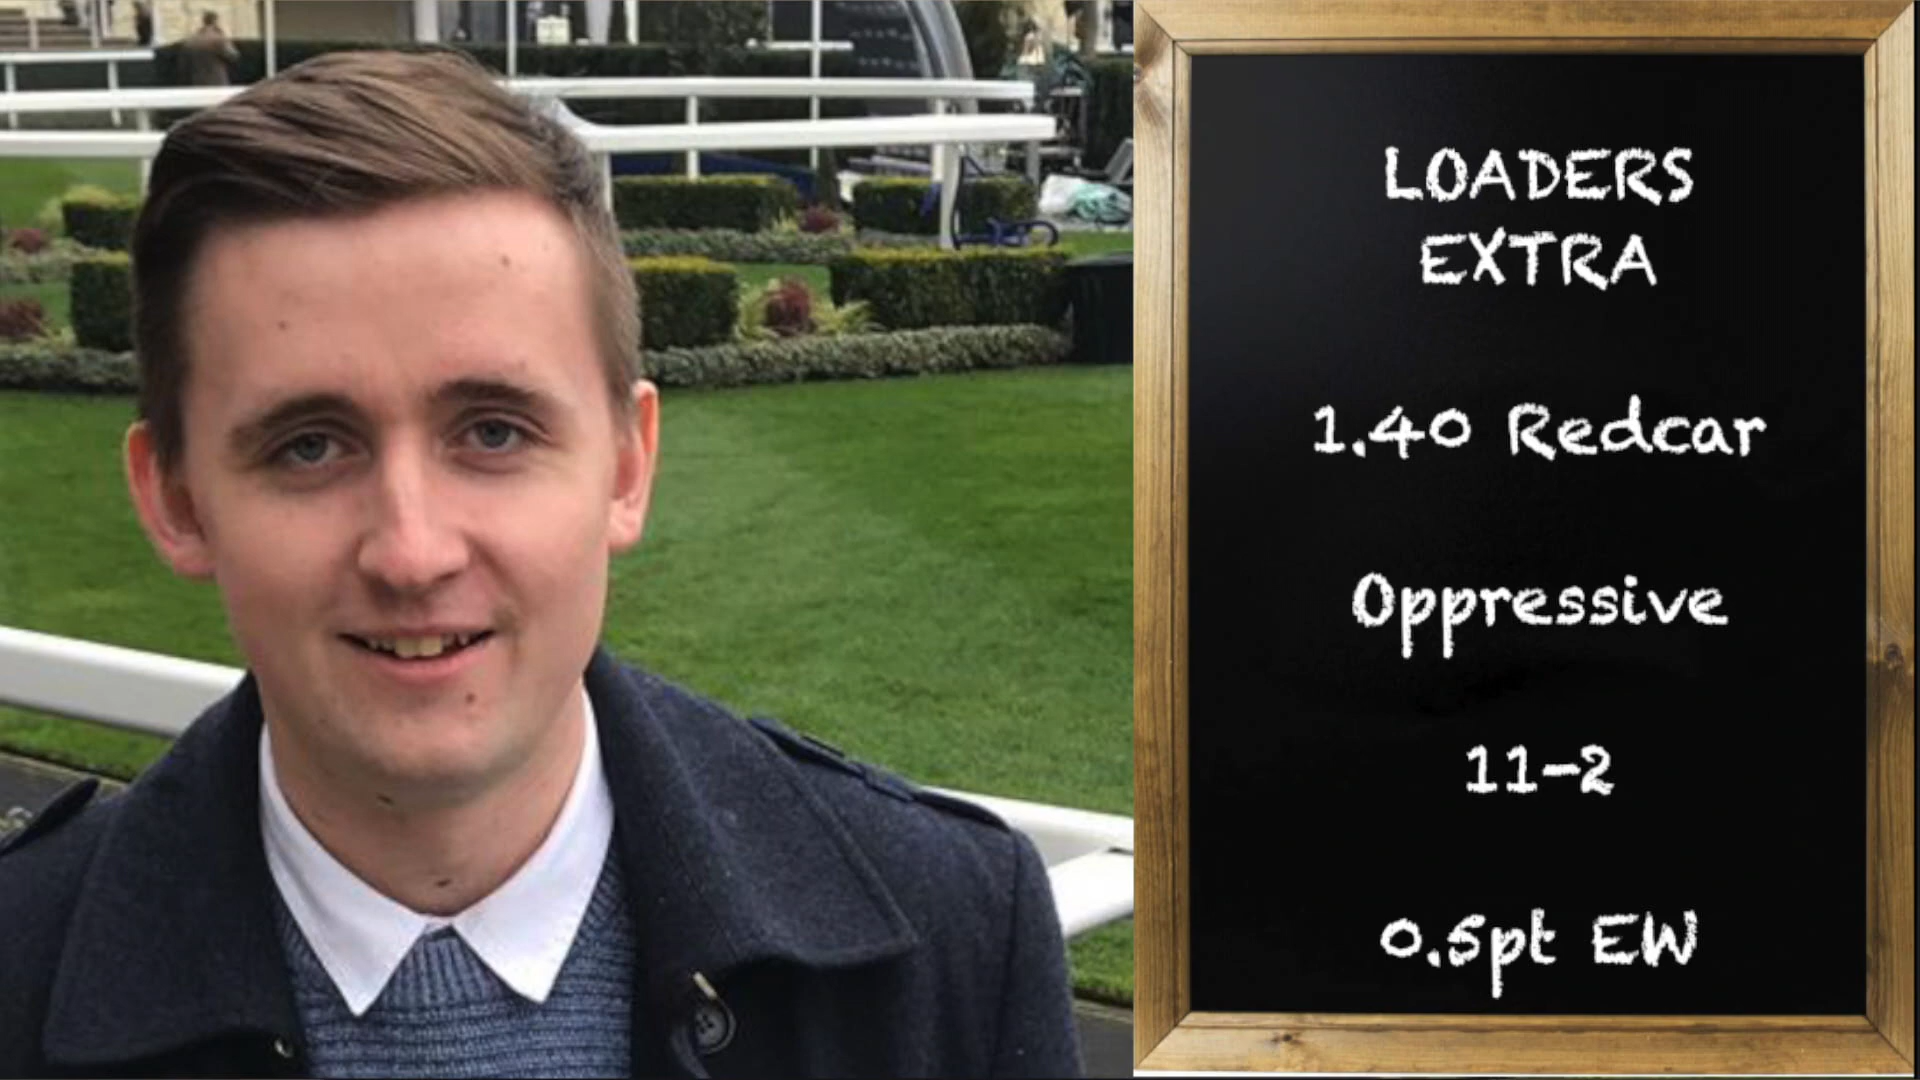 LOADERS
EXTRA
1.40 Redcar
Oppressive
11-2
0.5pt EW